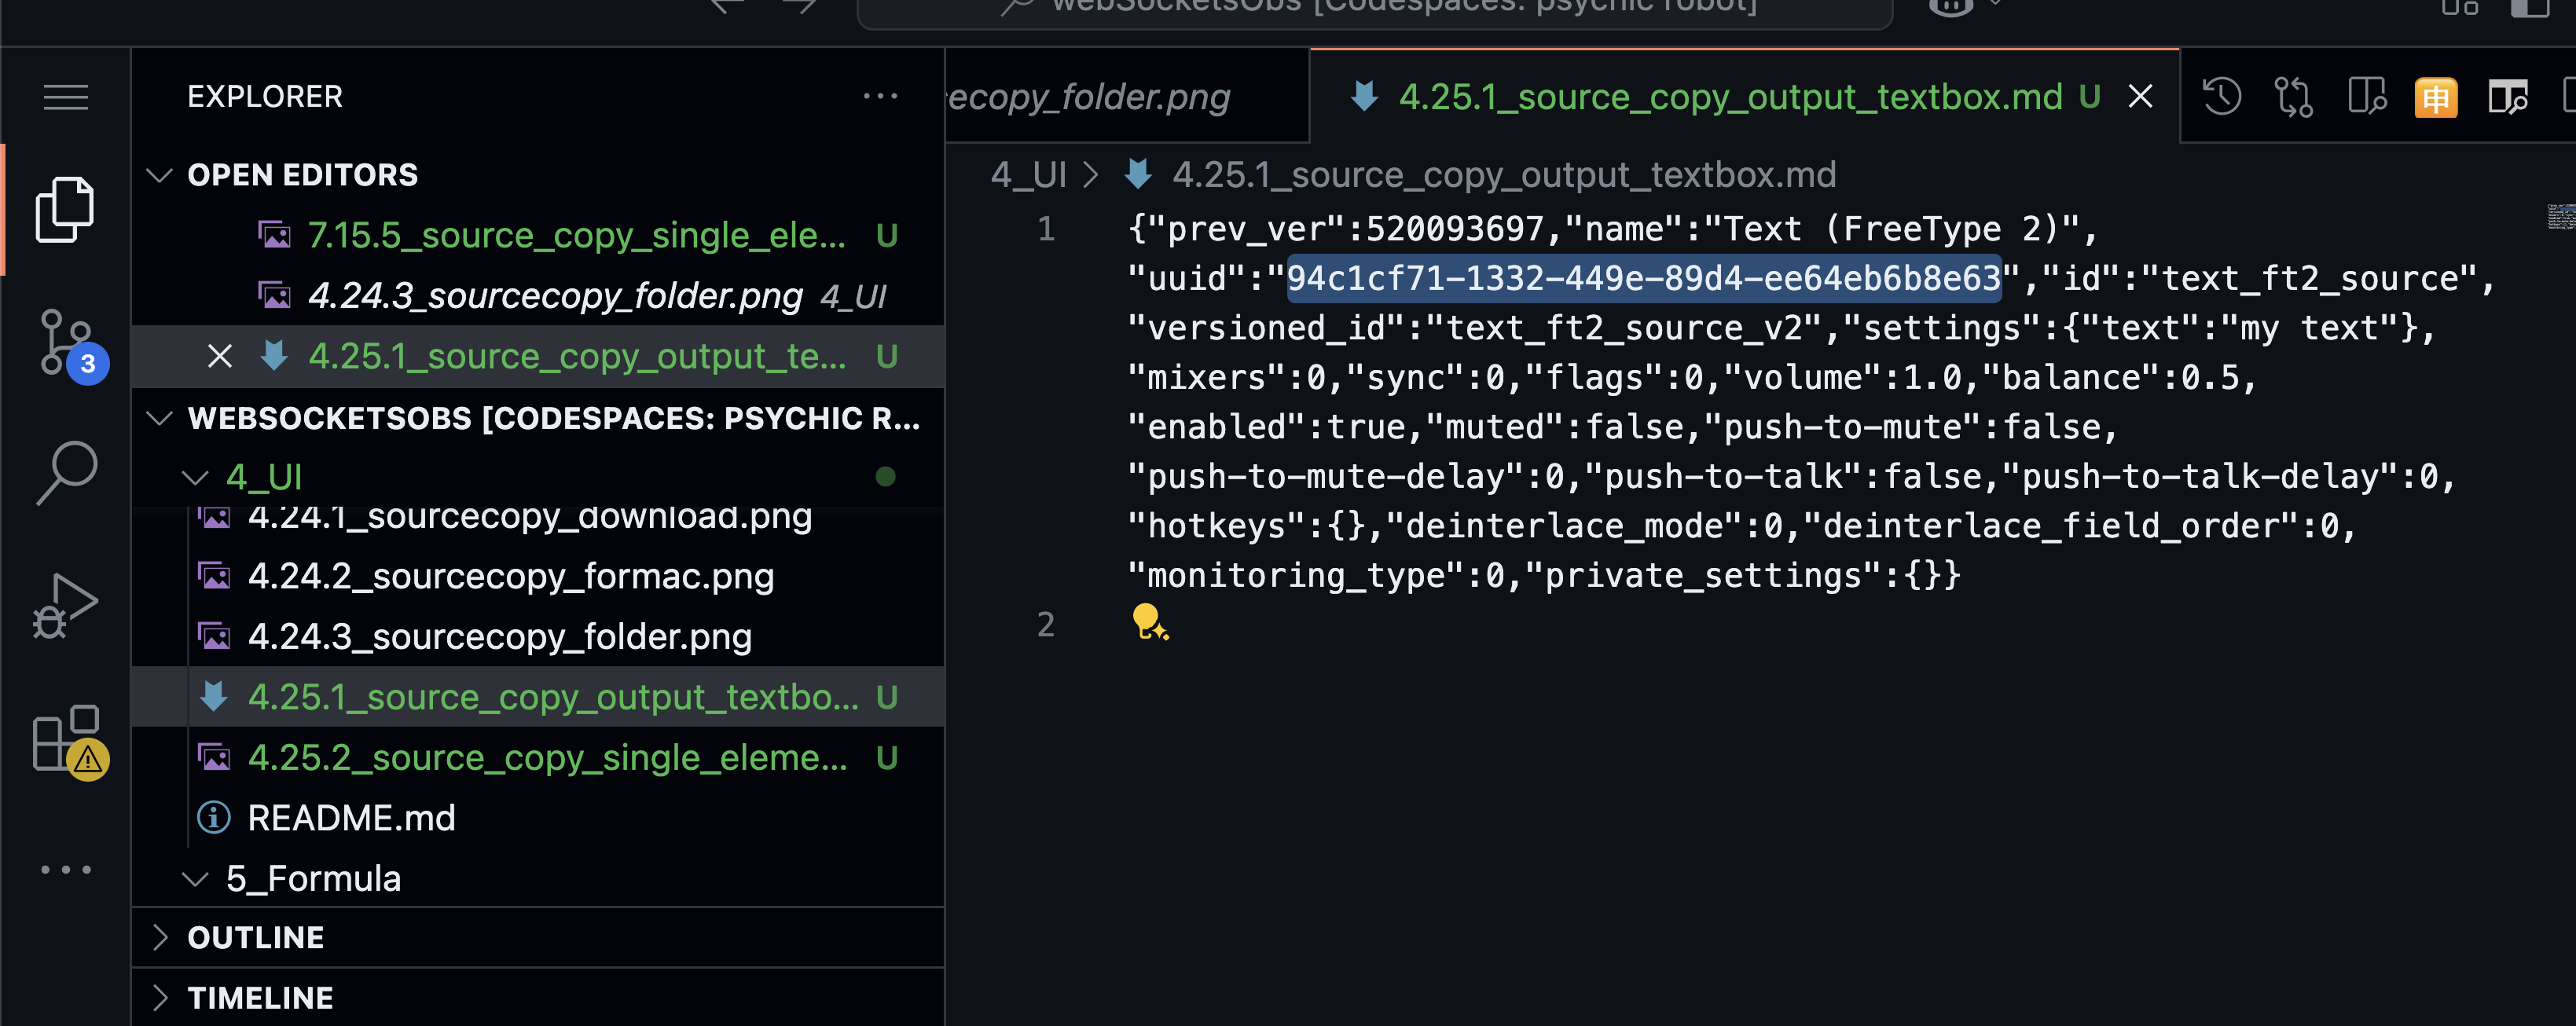 webSocketsObs [Codespaces: psychic robot]
EXPLORER
OPEN EDITORS
7.15.5_source_copy_single_ele... U
4.24.3_sourcecopy_folder.png 4_UI
4.25.1_source_copy_output_te... U
3
WEBSOCKETSOBS [CODESPACES: PSYCHIC R...
4_UI
4.24.1_sourcecopy_download.png
4.24.2_sourcecopy_formac.png
4.24.3_sourcecopy_folder.png
4.25.1_source_copy_output_textbo... U
4.25.2_source_copy_single_eleme... U
README.md
5_Formula
OUTLINE
TIMELINE
ecopy_folder.png
4.25.1_source_copy_output_textbox.md U
申
4_UI > 4.25.1_source_copy_output_textbox.md
1 {"prev_ver":520093697,"name":"Text (FreeType 2)",
"uuid":"94c1cf71-1332-449e-89d4-ee64eb6b8e63","id":"text_ft2_source",
"versioned_id":"text_ft2_source_v2","settings":{"text":"my text"},
"mixers":0,"sync":0,"flags":0,"volume":1.0,"balance":0.5,
"enabled":true,"muted":false,"push-to-mute":false,
"push-to-mute-delay":0,"push-to-talk":false,"push-to-talk-delay":0,
"hotkeys":{},"deinterlace_mode":0,"deinterlace_field_order":0,
"monitoring_type":0,"private_settings":{}}
2